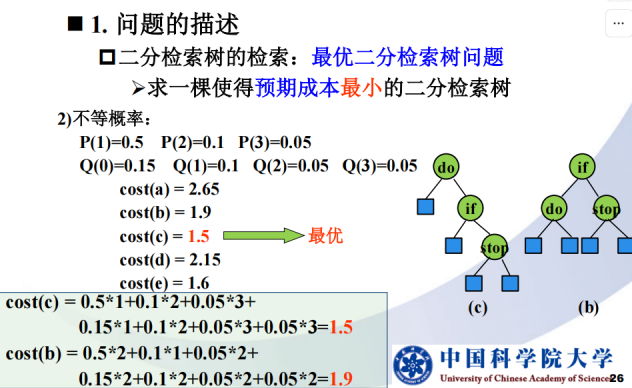 1. 问题的描述
二分检索树的检索：最优二分检索树问题
求一棵使得预期成本最小的二分检索树
2)不等概率：
P(1)=0.5 P(2)=0.1 P(3)=0.05
Q(0)=0.15 Q(1)=0.1 Q(2)=0.05 Q(3)=0.05
cost(a) = 2.65
cost(b) = 1.9
cost(c) = 1.5 最优
cost(d) = 2.15
cost(e) = 1.6
cost(c) = 0.5*1+0.1*2+0.05*3+
0.15*1+0.1*2+0.05*3+0.05*3=1.5
cost(b) = 0.5*2+0.1*1+0.05*2+
0.15*2+0.1*2+0.05*2+0.05*2=1.9
do
if
stop
(c)
if
do
stop
(b)
中国科学院大学
University of Chinese Academy of Sciences
26